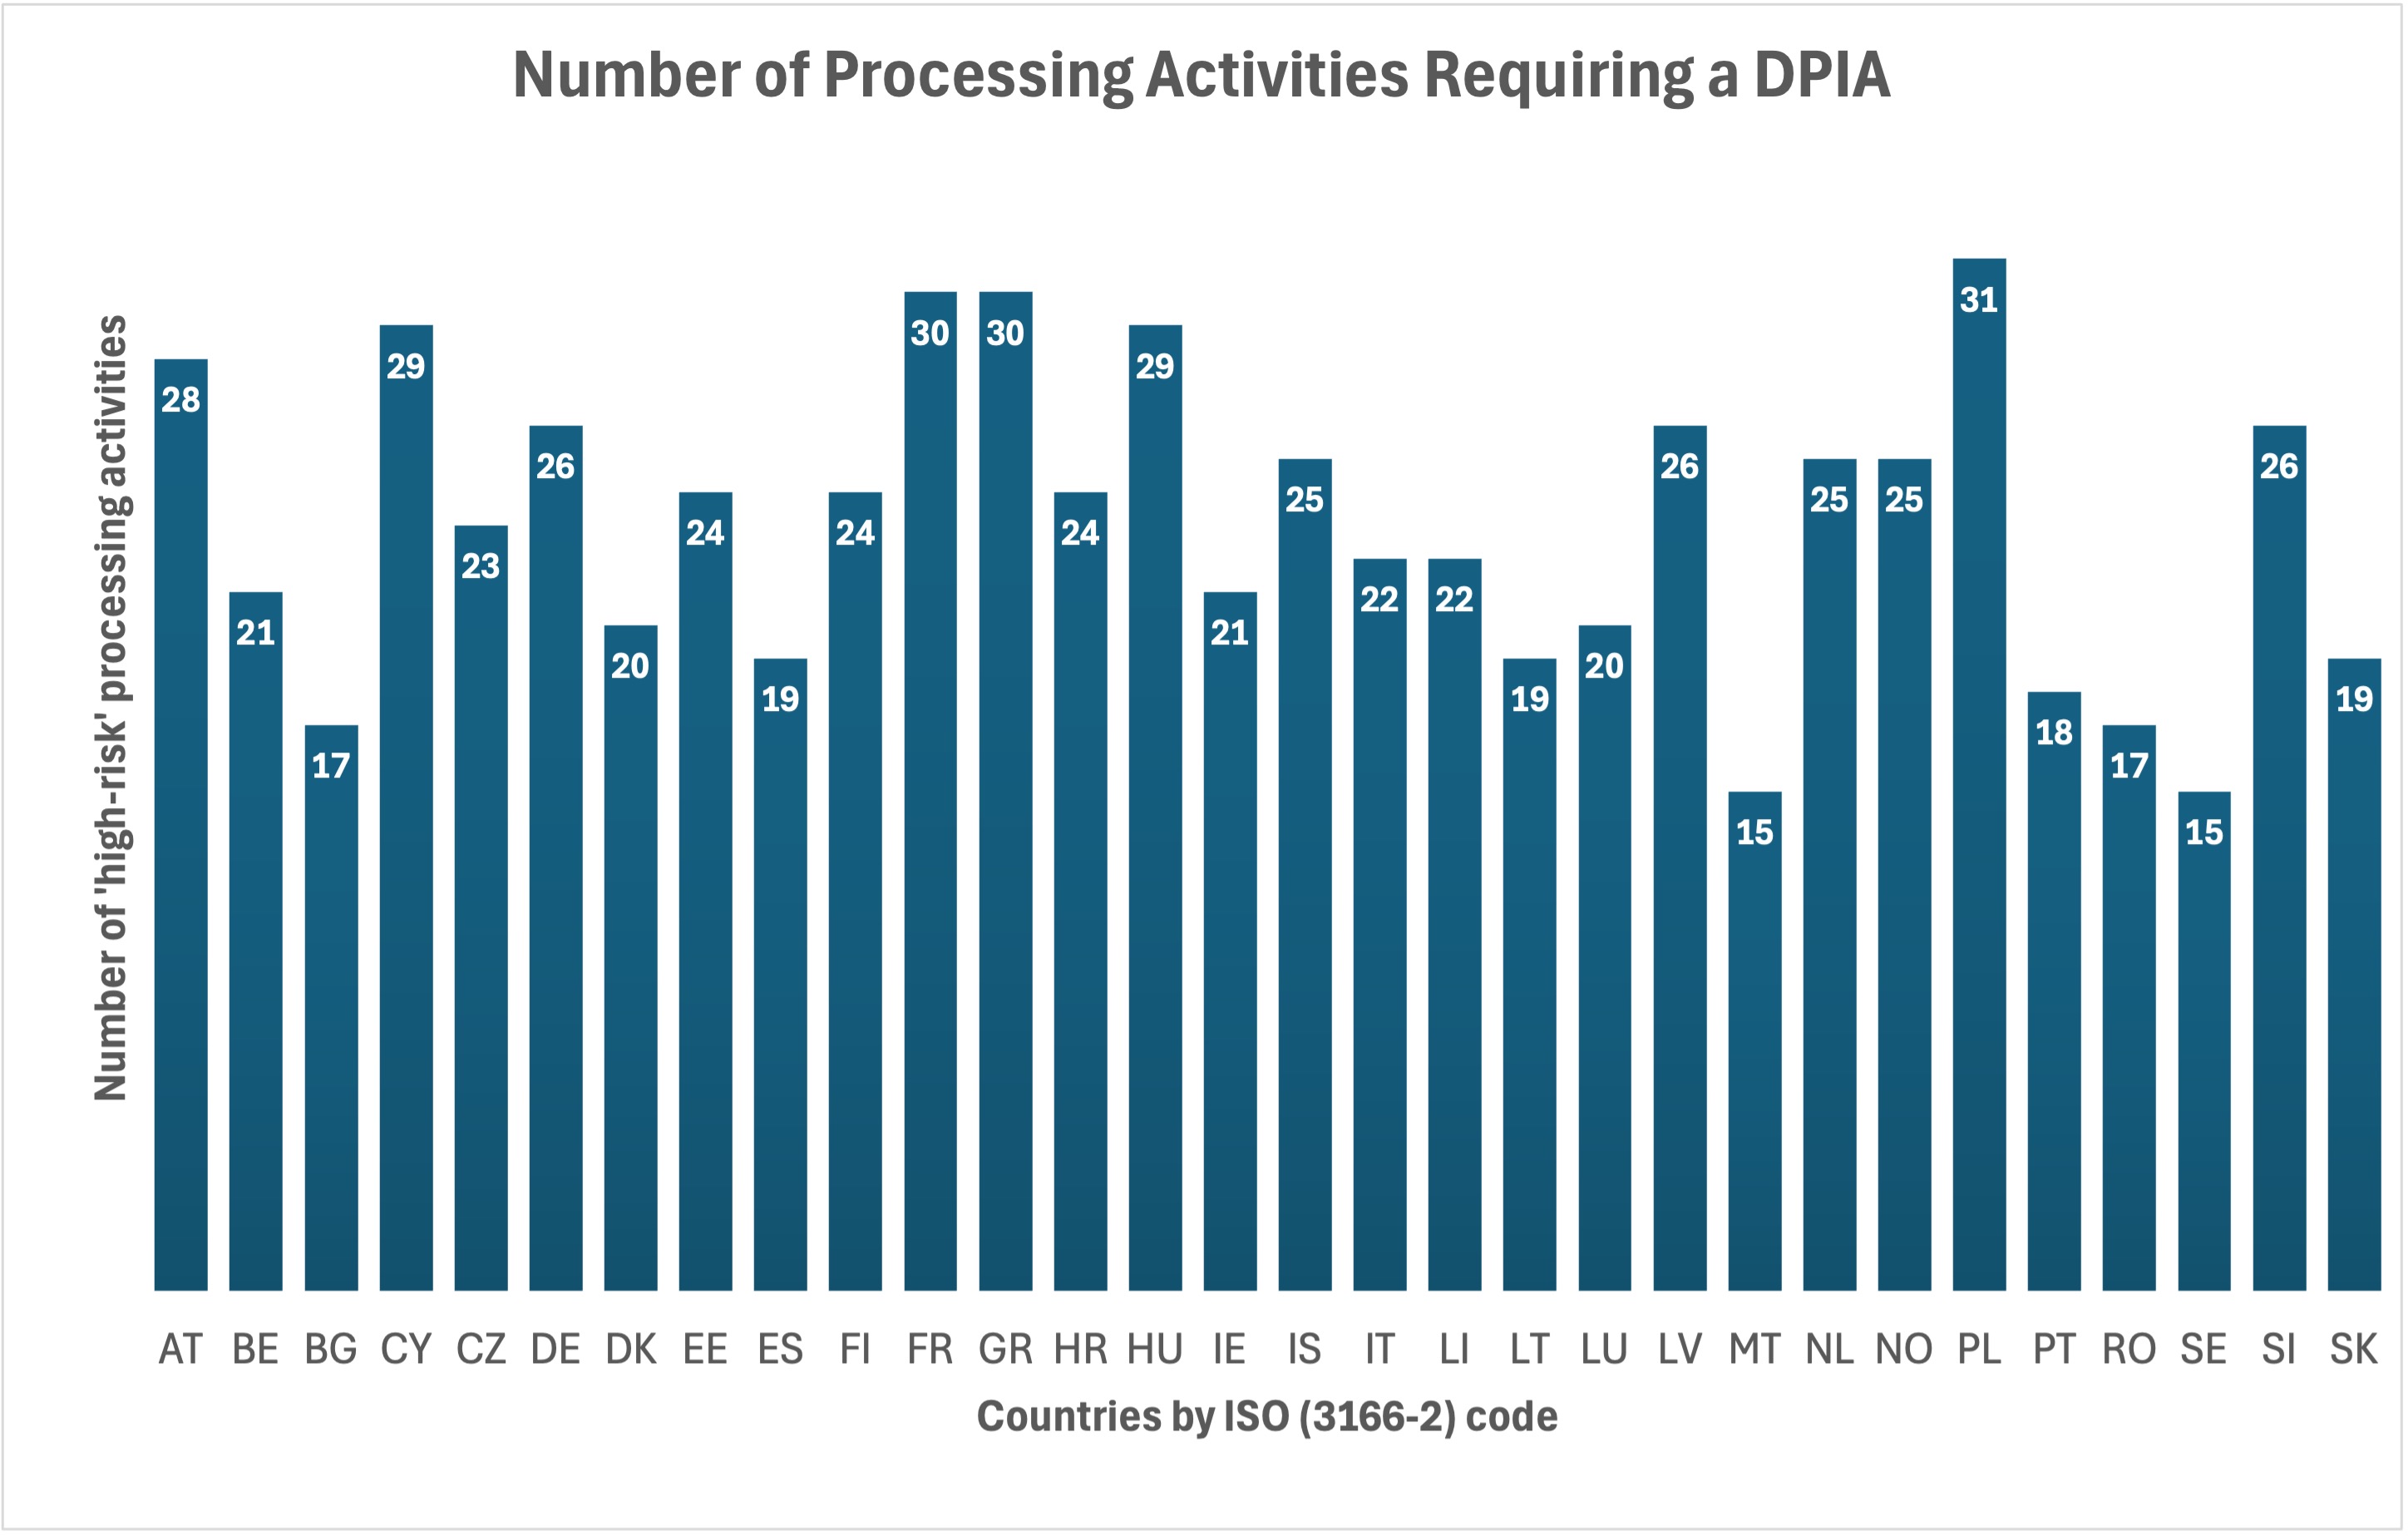 Number of Processing Activities Requiring a DPIA
Number of 'high-risk' processing activities
28 21 17 29 23 26 20 24 19 24 30 30 24 29 21 25 22 22 19 20 26 15 25 25 31 18 17 15 26 19
AT BE BG CY CZ DE DK EE ES FI FR GR HR HU IE IS IT LI LT LU LV MT NL NO PL PT RO SE SI SK
Countries by ISO (3166-2) code